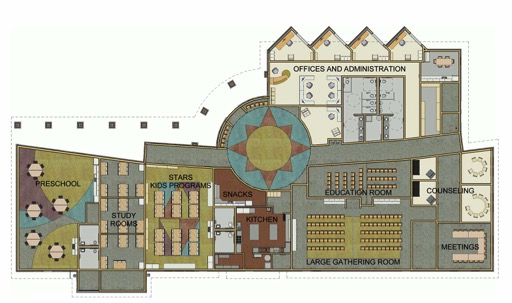 OFFICES AND ADMINISTRATION
PRESCHOOL
STARS
KIDS PROGRAMS
STUDY
ROOMS
SNACKS
KITCHEN
EDUCATION ROOM
COUNSELING
LARGE GATHERING ROOM
MEETINGS